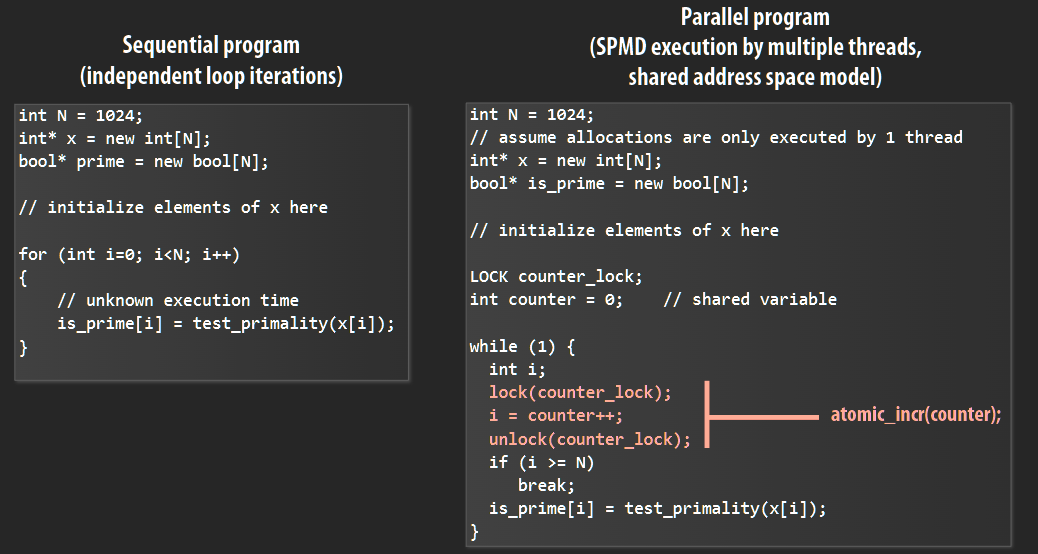 Sequential program
(independent loop iterations)
int N = 1024;
int* x = new int[N];
bool* prime = new bool[N];
// initialize elements of x here
for (int i=0; i<N; i++)
{
// unknown execution time
is_prime[i] = test_primality(x[i]);
}
Parallel program
(SPMD execution by multiple threads,
shared address space model)
int N = 1024;
// assume allocations are only executed by 1 thread
int* x = new int[N];
bool* is_prime = new bool[N];
// initialize elements of x here
LOCK counter_lock;
int counter = 0;    // shared variable
while (1) {
int i;
lock(counter_lock);
i = counter++;
unlock(counter_lock);
if (i >= N)
break;
is_prime[i] = test_primality(x[i]);
}
atomic_incr(counter);